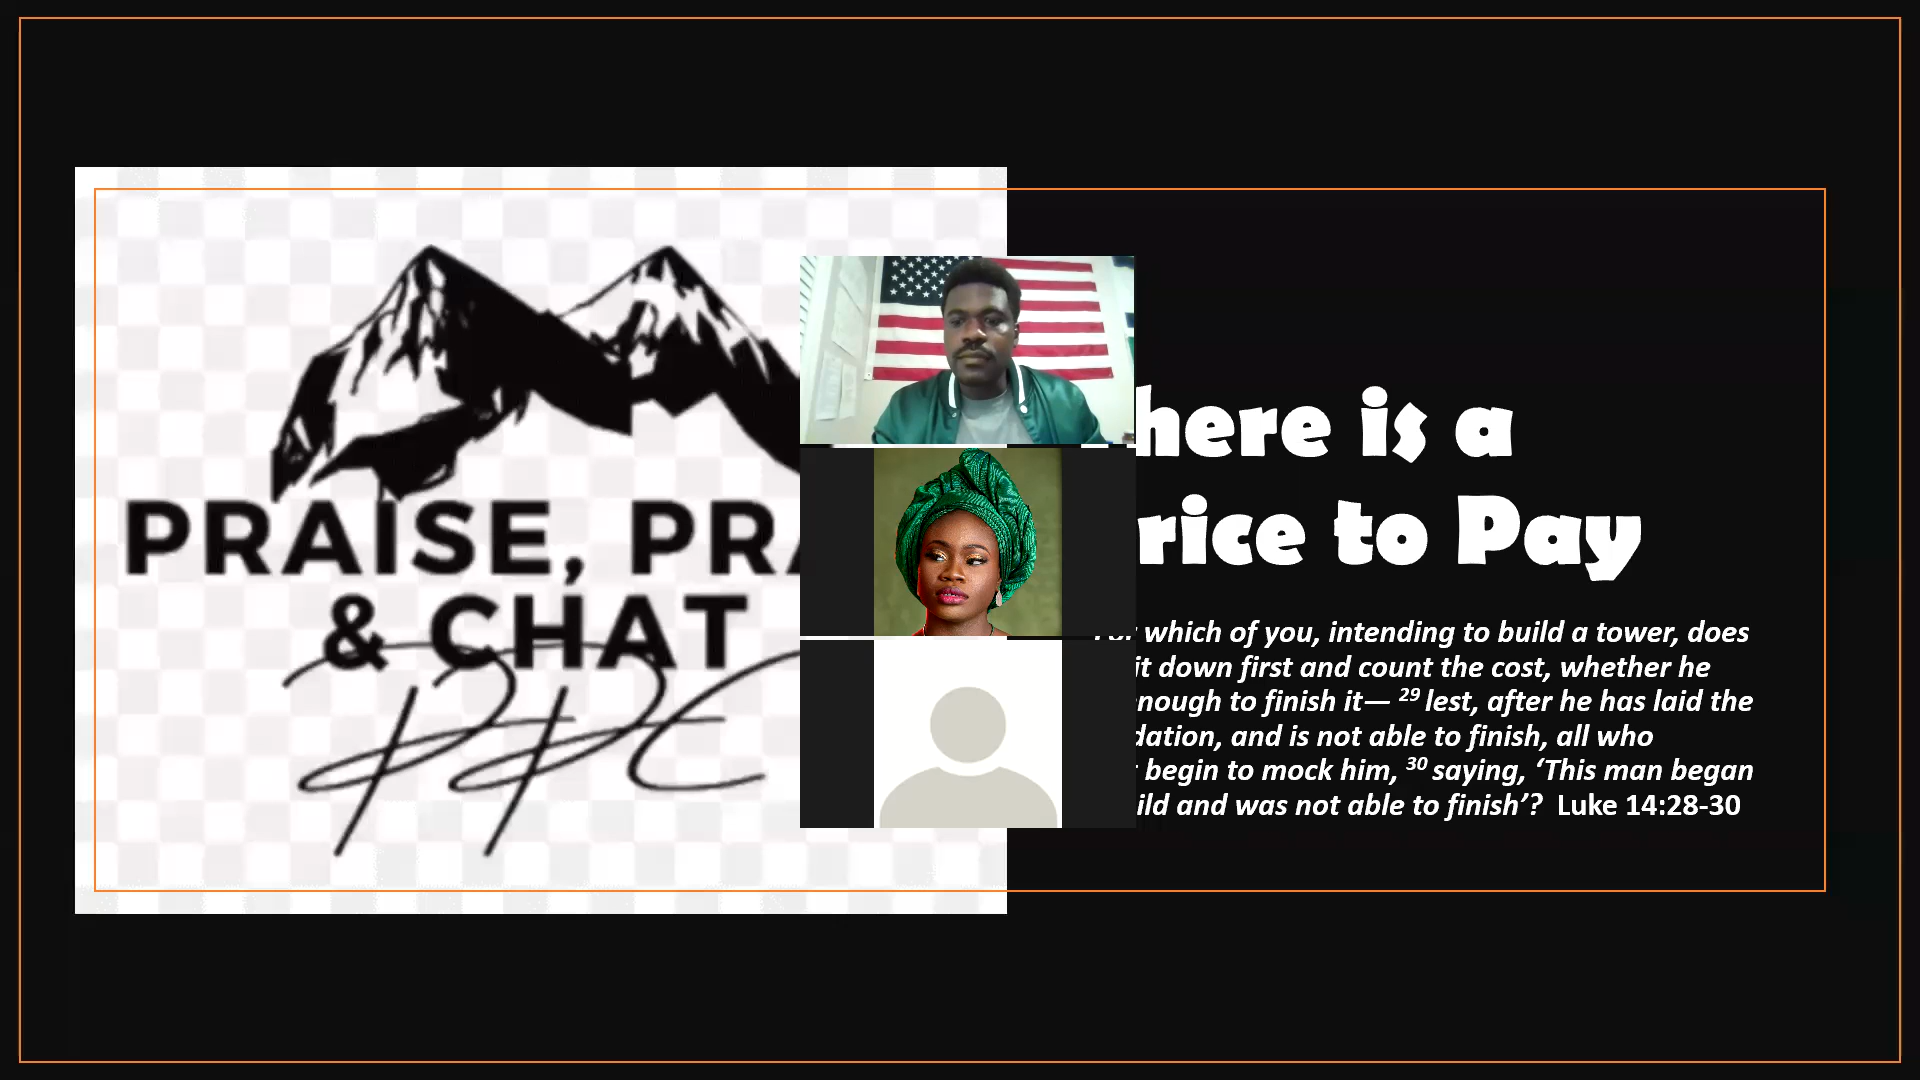 PRAISE, PRA
& CHAT
PPC
here is a
rice to Pay
For which of you, intending to build a tower, does
it down first and count the cost, whether he
enough to finish it— 29 lest, after he has laid the
dation, and is not able to finish, all who
begin to mock him, 30 saying, ‘This man began
ild and was not able to finish’? Luke 14:28-30